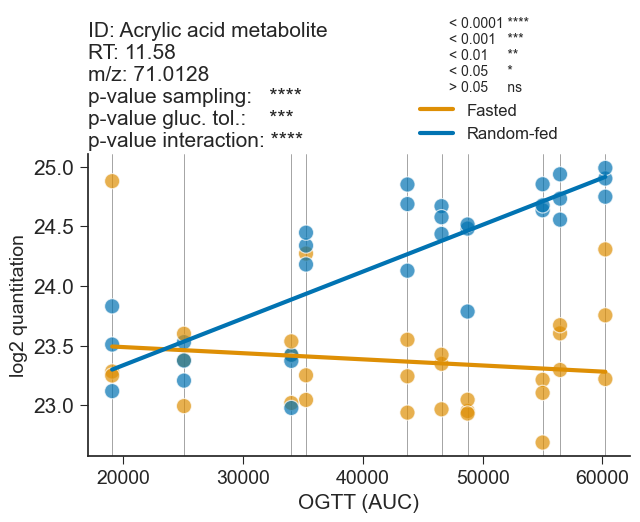 ID: Acrylic acid metabolite
RT: 11.58
m/z: 71.0128
p-value sampling: ****
p-value gluc. tol.: ***
p-value interaction: ****
< 0.0001 ****
< 0.001 ***
< 0.01 **
< 0.05 *
> 0.05 ns
Fasted
Random-fed
25.0
24.5
24.0
23.5
23.0
log2 quantitation
20000 30000 40000 50000 60000
OGTT (AUC)